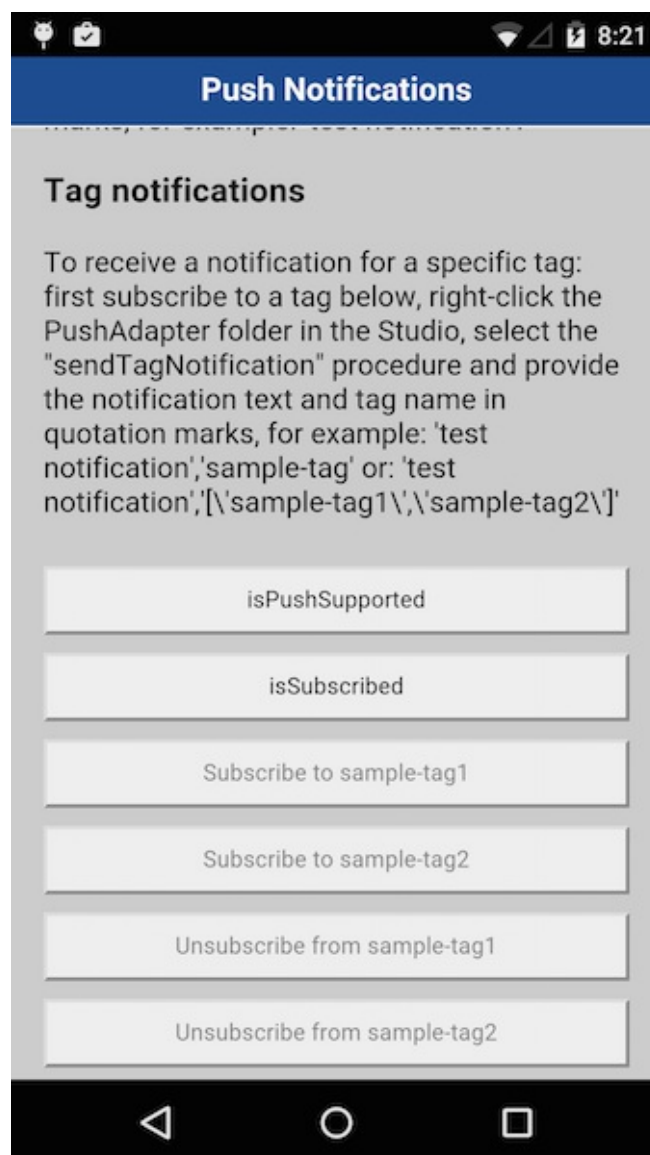 8:21
Push Notifications
Tag notifications
To receive a notification for a specific tag:
first subscribe to a tag below, right-click the
PushAdapter folder in the Studio, select the
"sendTagNotification" procedure and provide
the notification text and tag name in
quotation marks, for example: 'test
notification','sample-tag' or: 'test
notification','[\'sample-tag1\',\'sample-tag2\']'
isPushSupported
isSubscribed
Subscribe to sample-tag1
Subscribe to sample-tag2
Unsubscribe from sample-tag1
Unsubscribe from sample-tag2